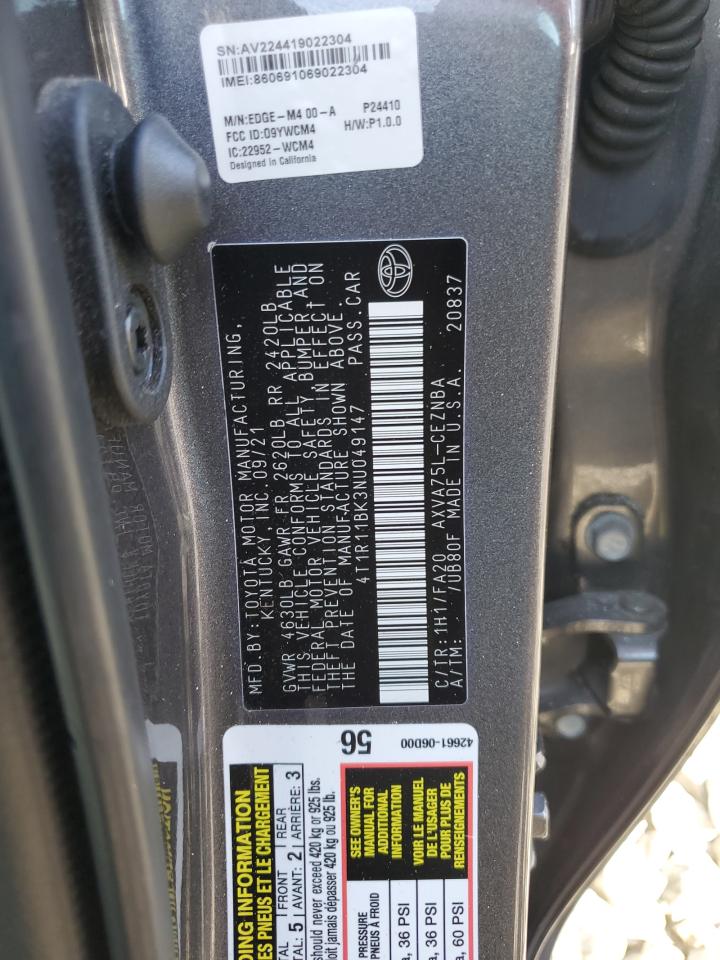 SN:AV224419022304
IMEI:860691069022304
M/N:EDGE-M4 00-A P24410
FCC ID:O9YWCM4 H/W:P1.0.0
IC:22952-WCM4
Designed in California
MFD.BY:TOYOTA MOTOR MANUFACTURING,
KENTUCKY, INC.09/21
GVWR 4630LB GAWR FR 2620LB RR 2420LB
THIS VEHICLE CONFORMS TO ALL APPLICABLE
FEDERAL MOTOR VEHICLE SAFETY BUMPER AND
THEFT PREVENTION STANDARDS IN EFFECT ON
THE DATE OF MANUFACTURE SHOWN ABOVE.
4T1R11BK3NU049147 PASS.CAR
C/TR:1H1/FA20 AXVA75L-CEZNBA
A/TM: /UB80F MADE IN U.S.A. 20837
DING INFORMATION
ES PNEUS ET LE CHARGEMENT
TAL FRONT REAR
TAL: 5 AVANT: 2 ARRIÈRE: 3
should never exceed 420 kg or 925 lbs.
oit jamais dépasser 420 kg ou 925 lb.
56
PRESSURE
PNEUS À FROID
SEE OWNER'S
MANUAL FOR
ADDITIONAL
INFORMATION
VOIR LE MANUEL
DE L'USAGER
POUR PLUS DE
RENSEIGNEMENTS
a, 36 PSI
a, 36 PSI
a, 60 PSI
42661-06D00